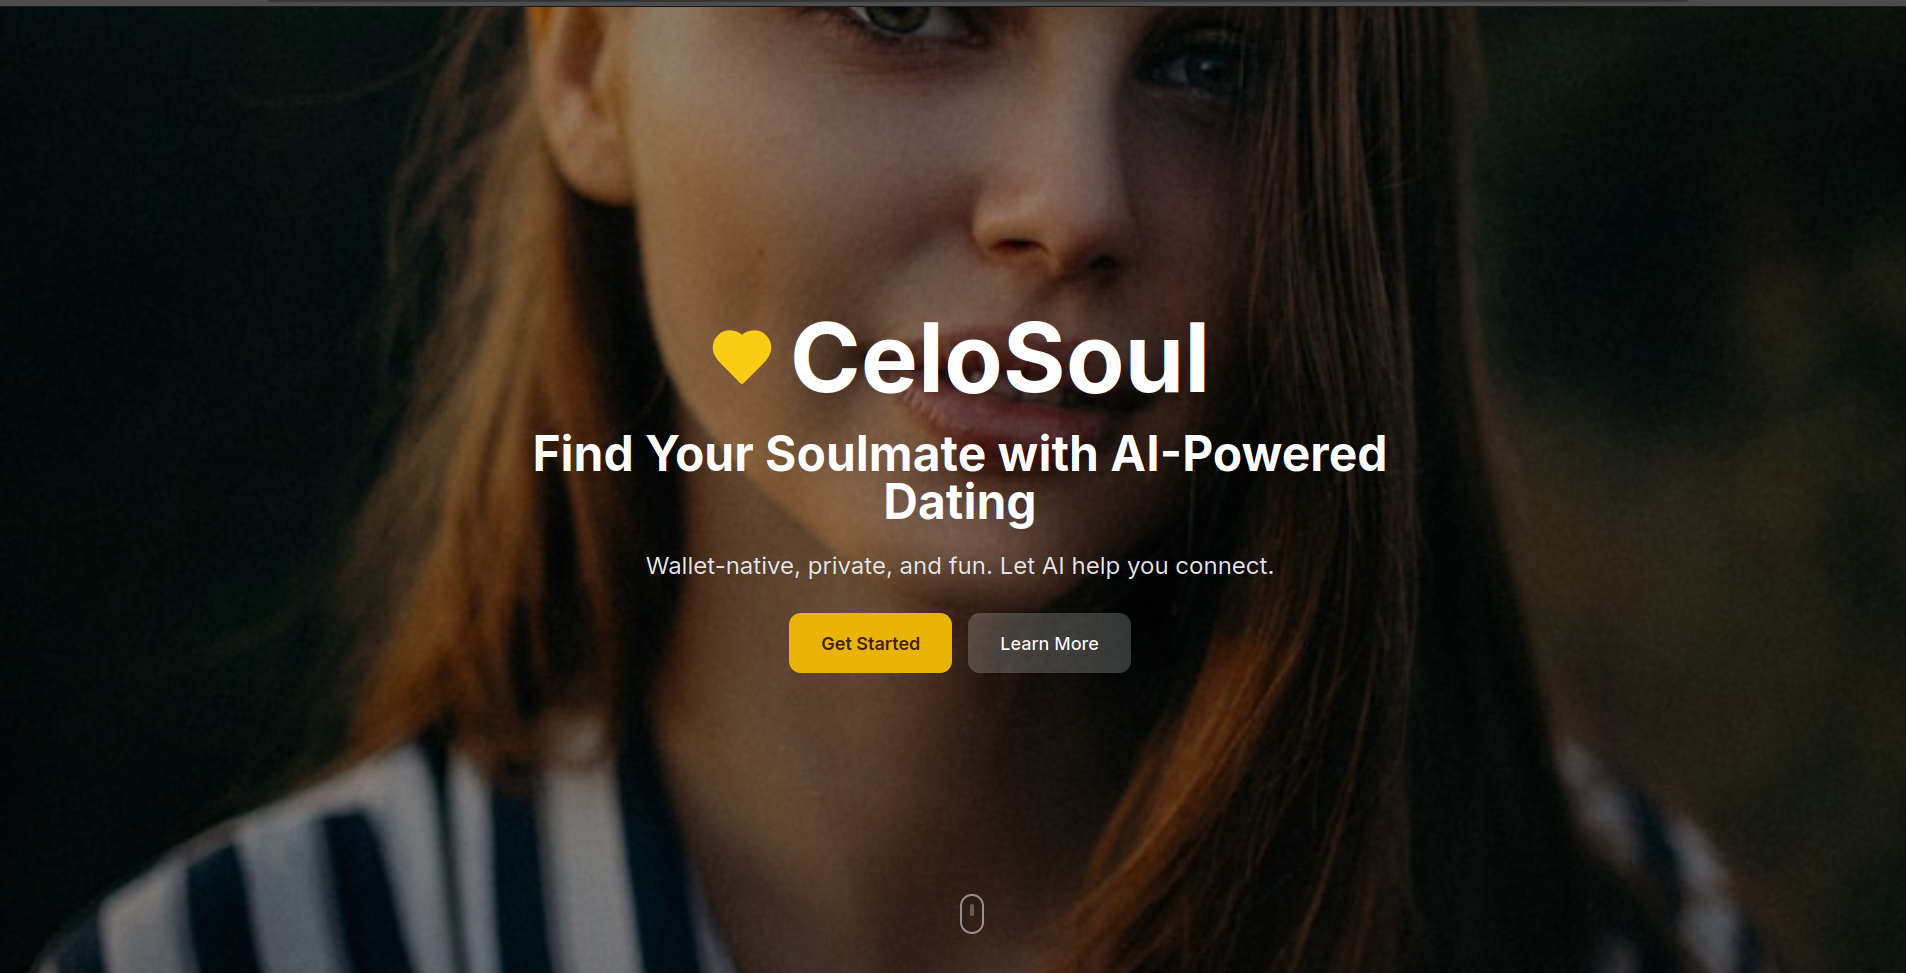 CeloSoul
Find Your Soulmate with AI-Powered
Dating
Wallet-native, private, and fun. Let AI help you connect.
Get Started
Learn More